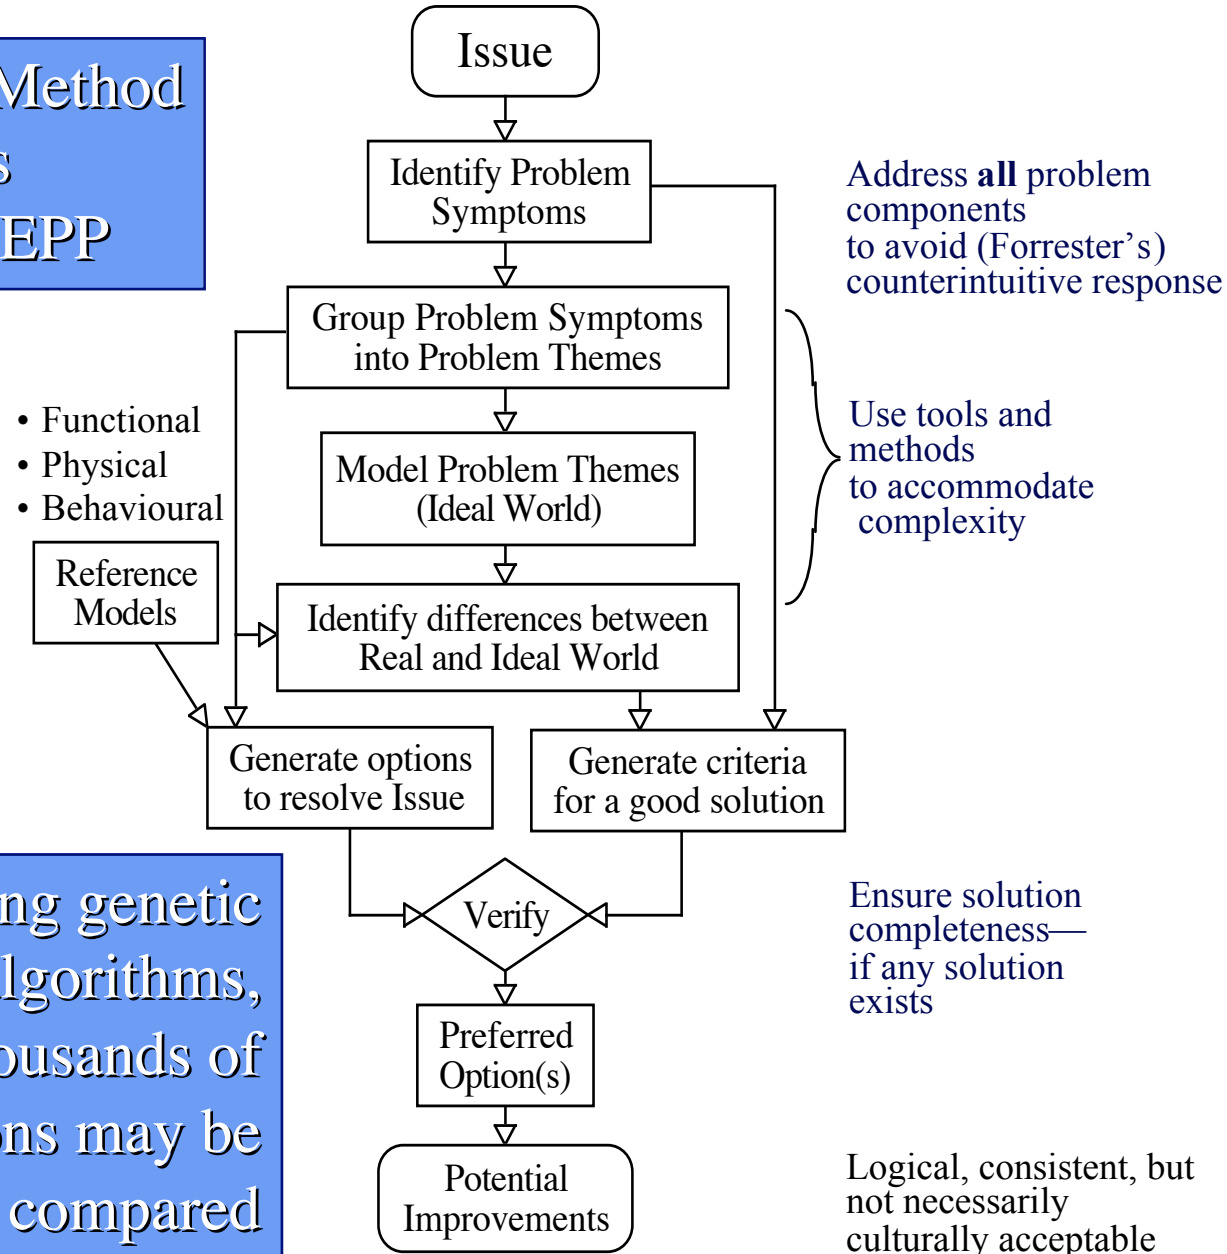 Issue
Method
s
EPP
Identify Problem
Symptoms
Address all problem
components
to avoid (Forrester's)
counterintuitive response
Group Problem Symptoms
into Problem Themes
• Functional
• Physical
• Behavioural
Model Problem Themes
(Ideal World)
Use tools and
methods
to accommodate
complexity
Reference
Models
Identify differences between
Real and Ideal World
Generate options
to resolve Issue
Generate criteria
for a good solution
ng genetic
lgorithms,
ousands of
ons may be
compared
Verify
Ensure solution
completeness—
if any solution
exists
Preferred
Option(s)
Potential
Improvements
Logical, consistent, but
not necessarily
culturally acceptable